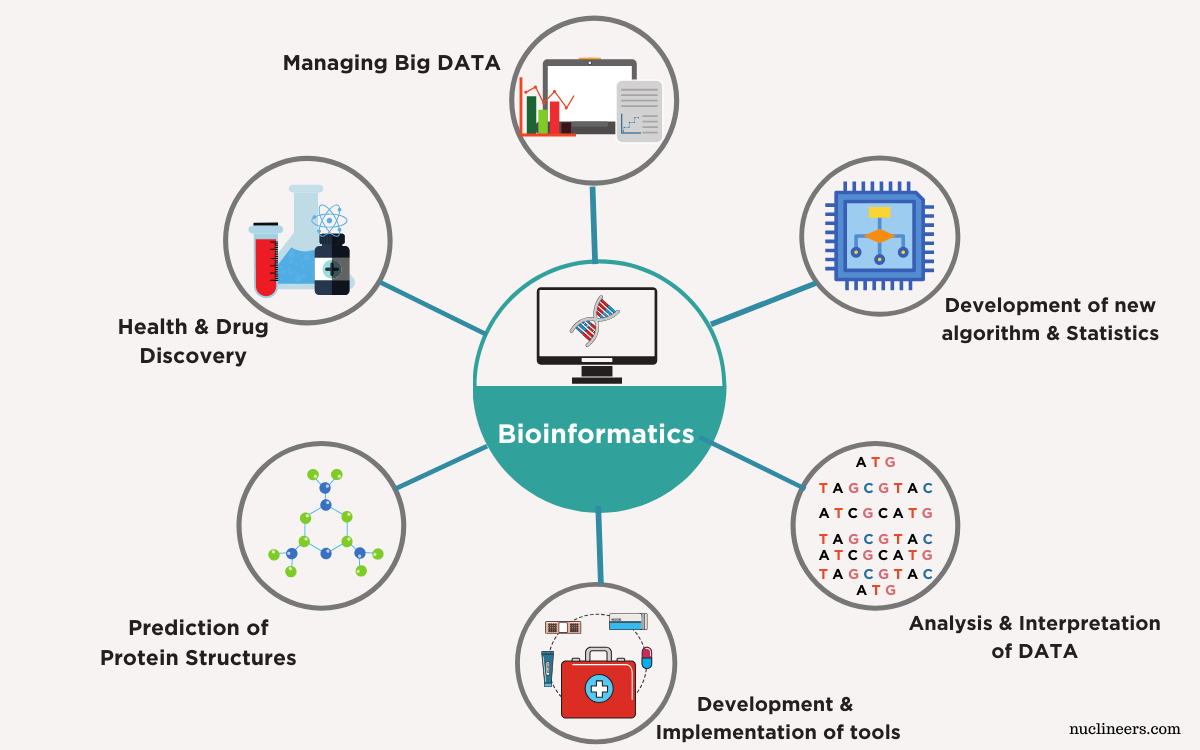 Managing Big DATA
Health & Drug
Discovery
Development of new
algorithm & Statistics
Bioinformatics
A T G
T A G C G T A C
A T C G C A T G
T A G C G T A C
A T C G C A T G
T A G C G T A C
A T G
Prediction of
Protein Structures
Analysis & Interpretation
of DATA
Development &
Implementation of tools
nuclineers.com